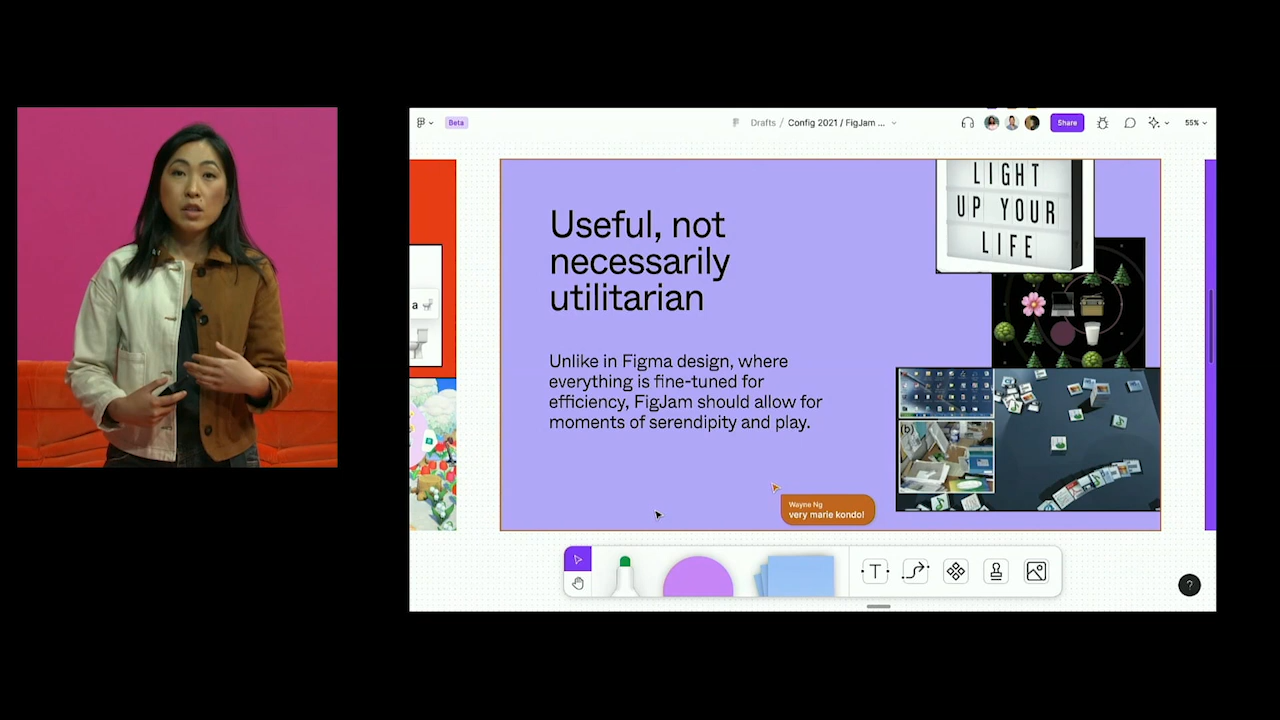 Beta
Drafts / Config 2021 / FigJam ...
Share
55%
LIGHT
UP YOUR
LIFE
Useful, not
necessarily
utilitarian
a
Unlike in Figma design, where
everything is fine-tuned for
efficiency, FigJam should allow for
moments of serendipity and play.
(b)
Wayne Ng
very marie kondo!
T
?